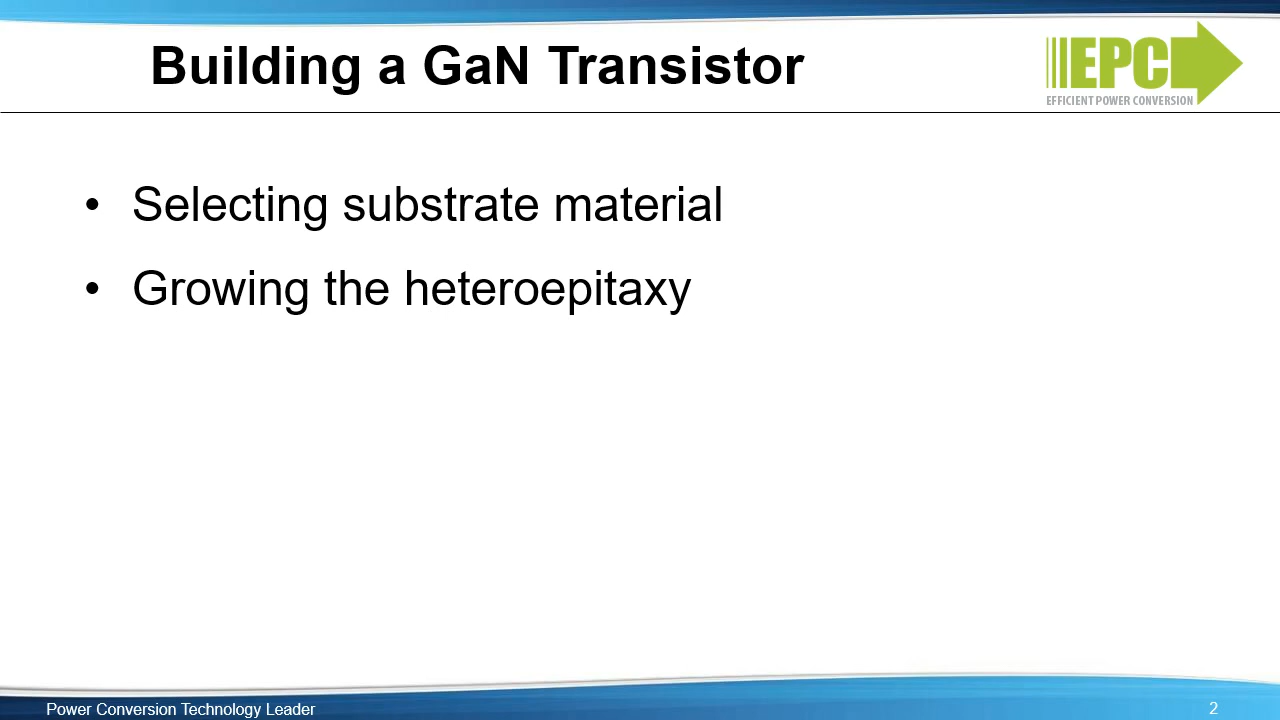 Building a GaN Transistor
EPC
EFFICIENT POWER CONVERSION
• Selecting substrate material
• Growing the heteroepitaxy
Power Conversion Technology Leader
2